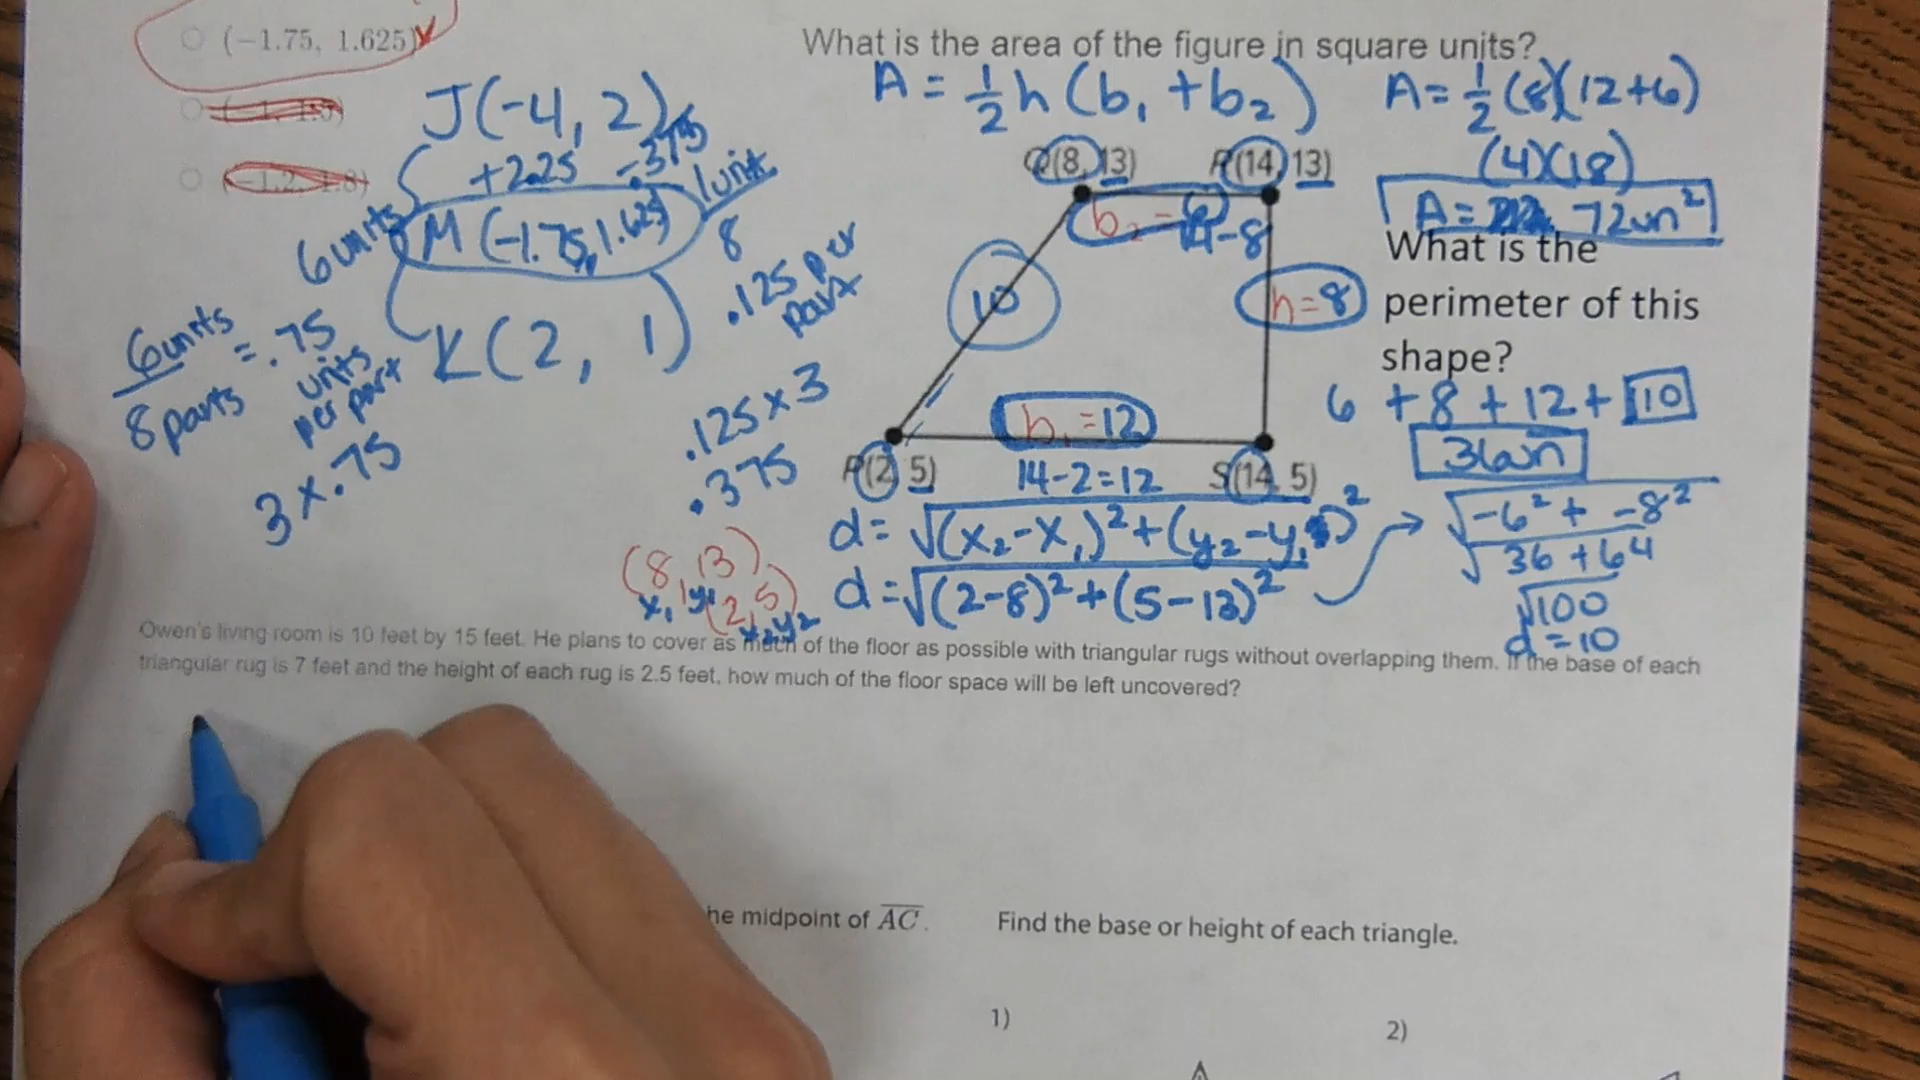 (−1.75, 1.625)
J(-4, 2)
+2.25 -.375
6 units
M(-1.75, 1.625)
1 unit
8
.125 per part
K(2, 1)
6 units
8 parts
= .75 units per part
3 x .75
.125 x 3
.375
What is the area of the figure in square units?
A = 1/2 h (b₁ + b₂)
A = 1/2 (8)(12+6)
(4)(18)
A = 72un²
Q(8, 13)
R(14, 13)
b₂ = 6
14-8
10
h=8
b₁ = 12
P(2, 5)
14-2=12
S(14, 5)
What is the
perimeter of this
shape?
6 + 8 + 12 + 10
36un
d = √(x₂-x₁)² + (y₂-y₁)²
d = √(2-8)² + (5-13)²
(8, 13)
x₁ y₁
(2, 5)
x₂ y₂
√-6² + -8²
√36 + 64
√100
d = 10
Owen's living room is 10 feet by 15 feet. He plans to cover as much of the floor as possible with triangular rugs without overlapping them. If the base of each
triangular rug is 7 feet and the height of each rug is 2.5 feet, how much of the floor space will be left uncovered?
he midpoint of A̅C̅.
Find the base or height of each triangle.
1)
2)